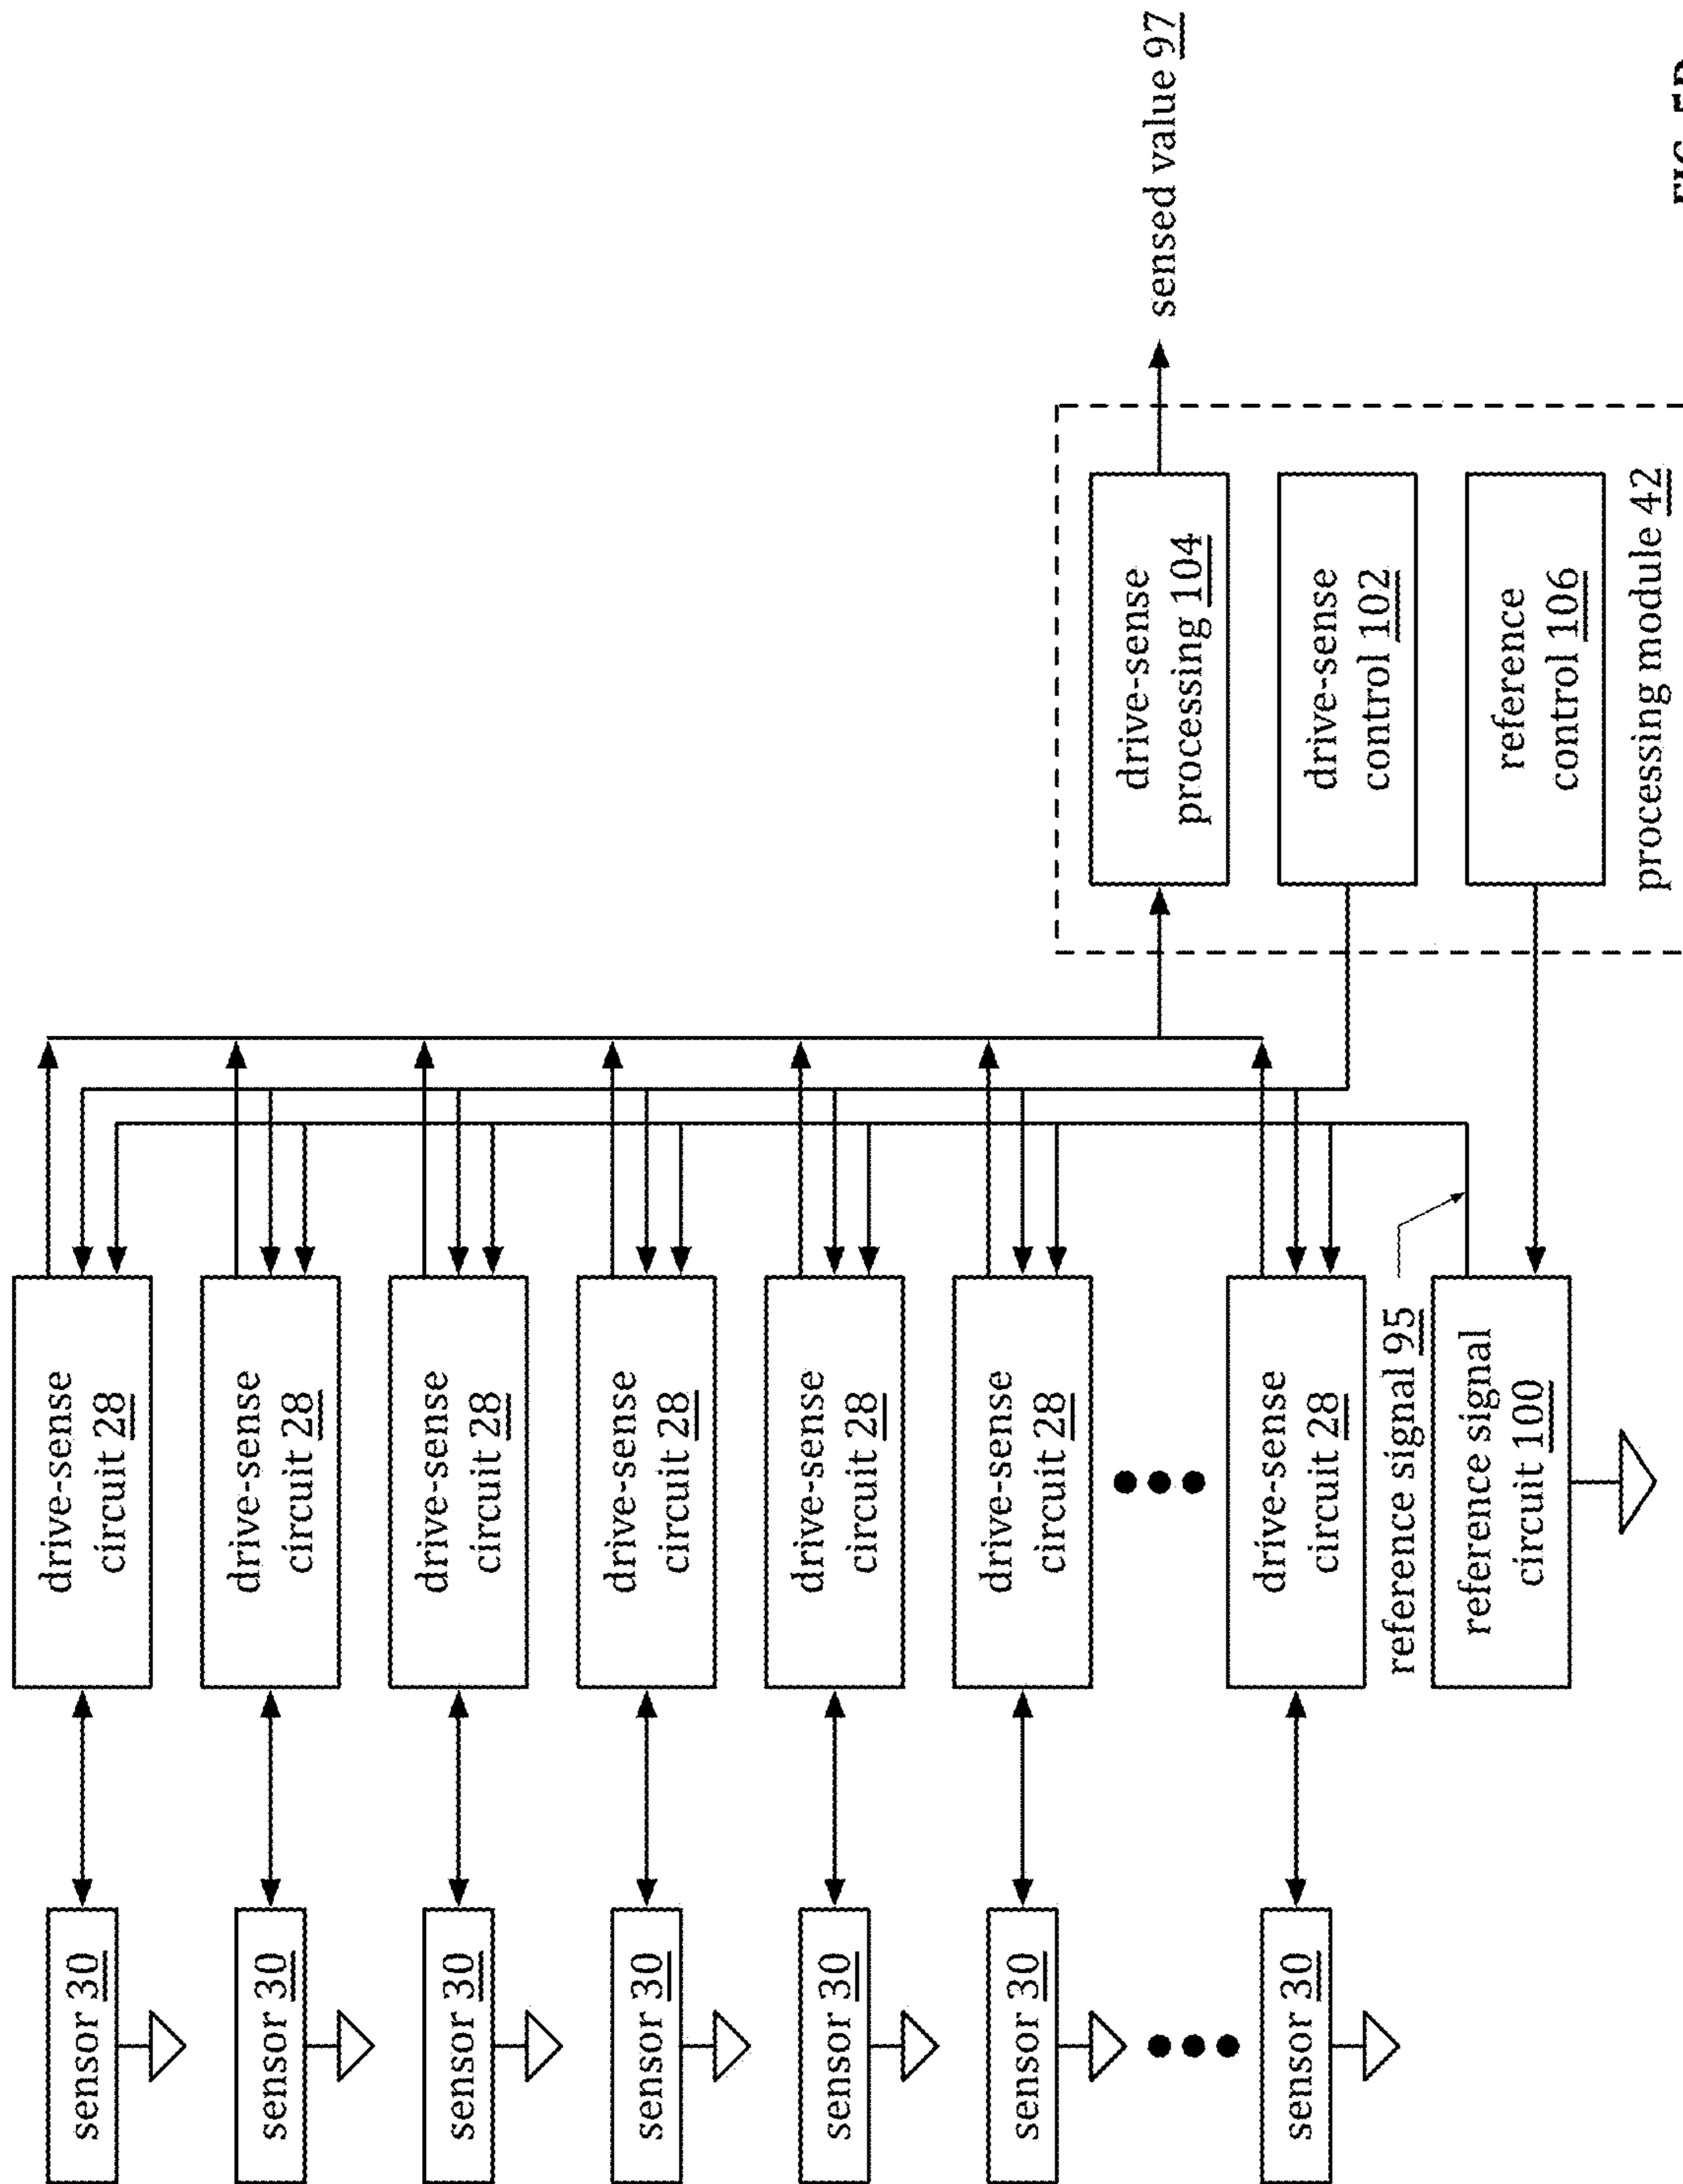 sensor 30
drive-sense
circuit 28
sensor 30
drive-sense
circuit 28
sensor 30
drive-sense
circuit 28
sensor 30
drive-sense
circuit 28
sensor 30
drive-sense
circuit 28
sensor 30
drive-sense
circuit 28
sensor 30
drive-sense
circuit 28
reference signal 95
reference signal
circuit 100
drive-sense
processing 104
drive-sense
control 102
reference
control 106
processing module 42
sensed value 97